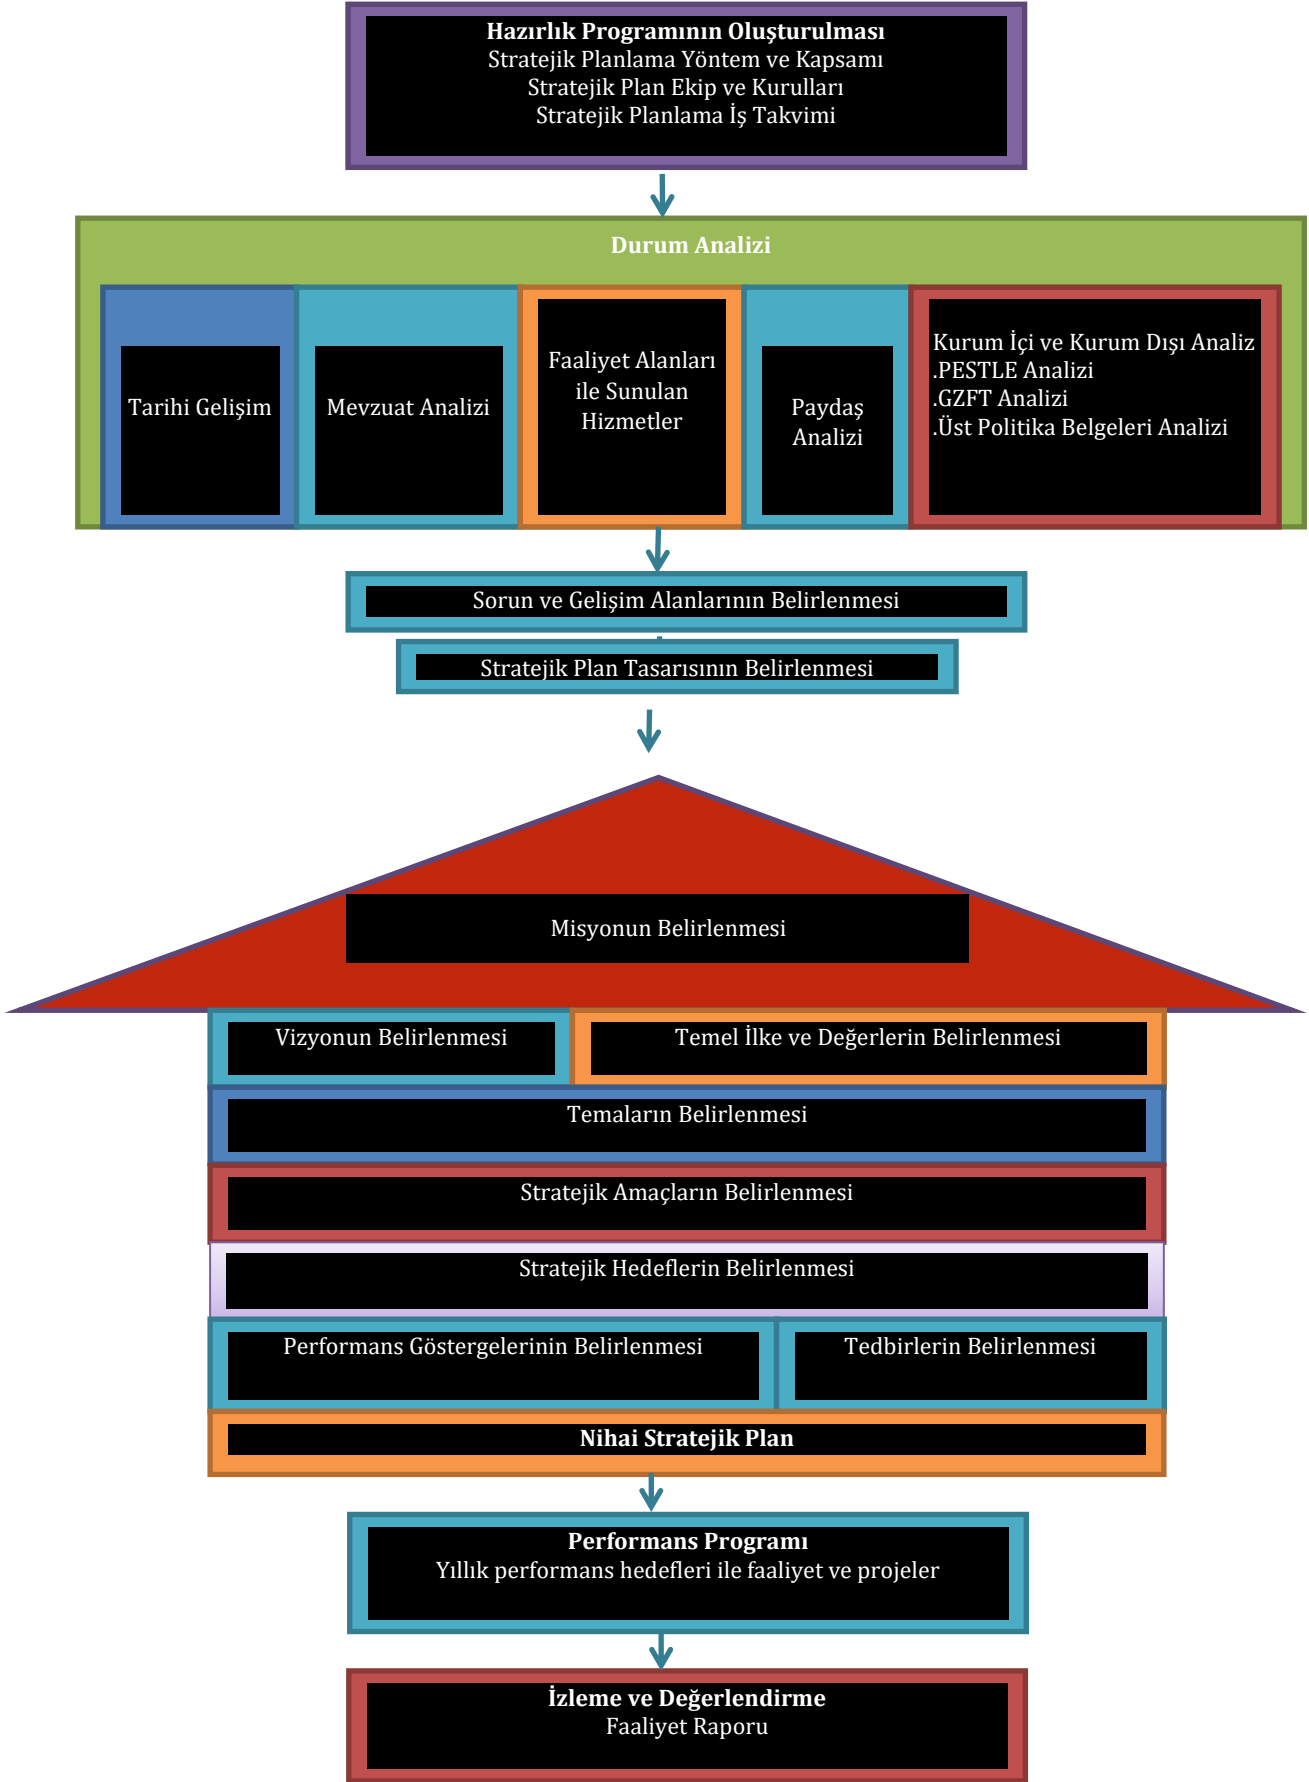 Hazırlık Programının Oluşturulması
Stratejik Planlama Yöntem ve Kapsamı
Stratejik Plan Ekip ve Kurulları
Stratejik Planlama İş Takvimi
Durum Analizi
Tarihi Gelişim
Mevzuat Analizi
Faaliyet Alanları
ile Sunulan
Hizmetler
Paydaş
Analizi
Kurum İçi ve Kurum Dışı Analiz
.PESTLE Analizi
.GZFT Analizi
.Üst Politika Belgeleri Analizi
Sorun ve Gelişim Alanlarının Belirlenmesi
Stratejik Plan Tasarısının Belirlenmesi
Misyonun Belirlenmesi
Vizyonun Belirlenmesi
Temel İlke ve Değerlerin Belirlenmesi
Temaların Belirlenmesi
Stratejik Amaçların Belirlenmesi
Stratejik Hedeflerin Belirlenmesi
Performans Göstergelerinin Belirlenmesi
Tedbirlerin Belirlenmesi
Nihai Stratejik Plan
Performans Programı
Yıllık performans hedefleri ile faaliyet ve projeler
İzleme ve Değerlendirme
Faaliyet Raporu